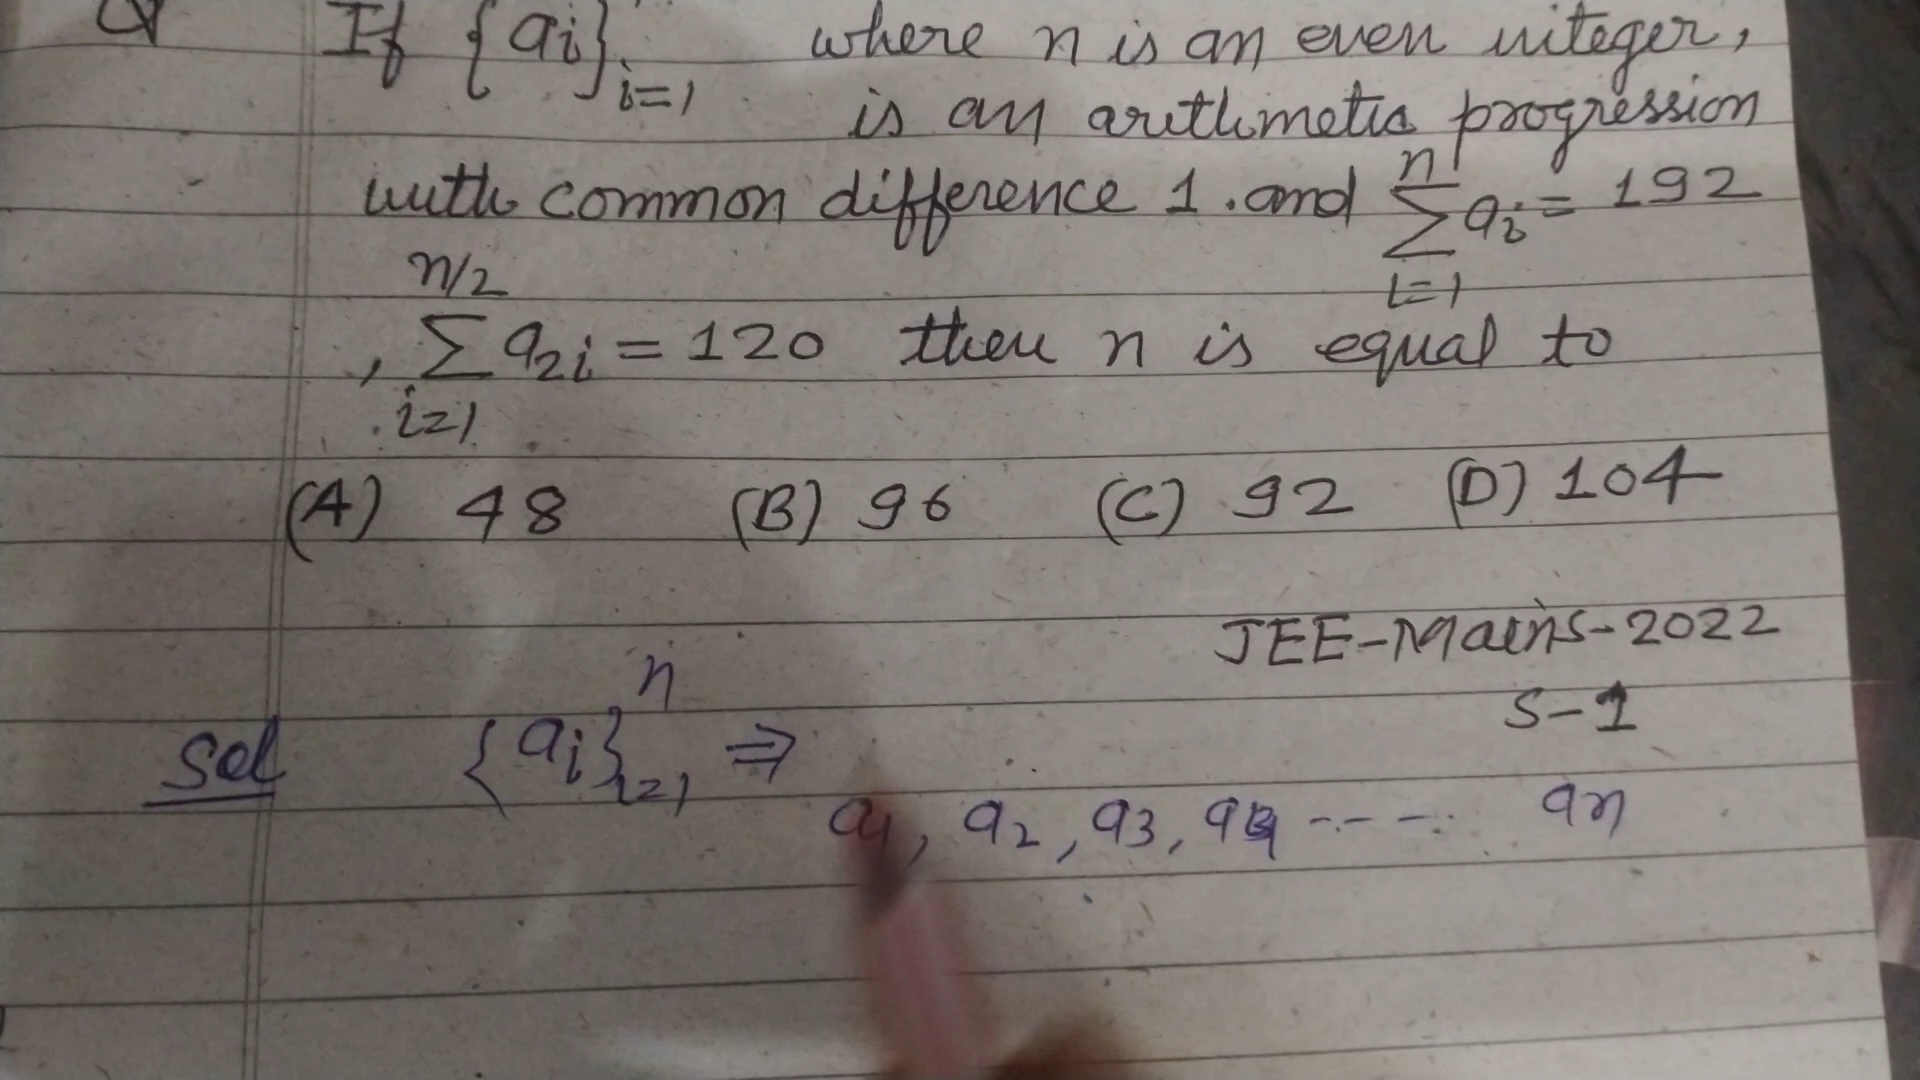 Q If {ai}i=1 where n is an even integer,
is an arithmetic progression
with common difference 1. and n∑i=1 ai = 192
, n/2∑i=1 a2i = 120 then n is equal to
(A) 48 (B) 96 (C) 92 (D) 104
JEE-Mains-2022
S-1
Sol {ai}ni=1 ⇒
a1, a2, a3, a4 ----. an